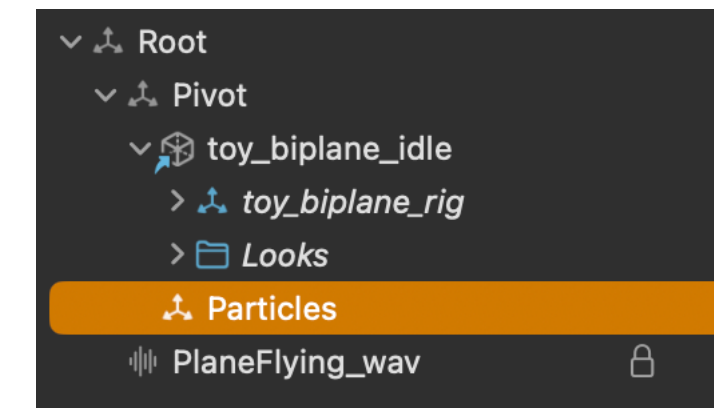 Root
Pivot
toy_biplane_idle
toy_biplane_rig
Looks
Particles
PlaneFlying_wav